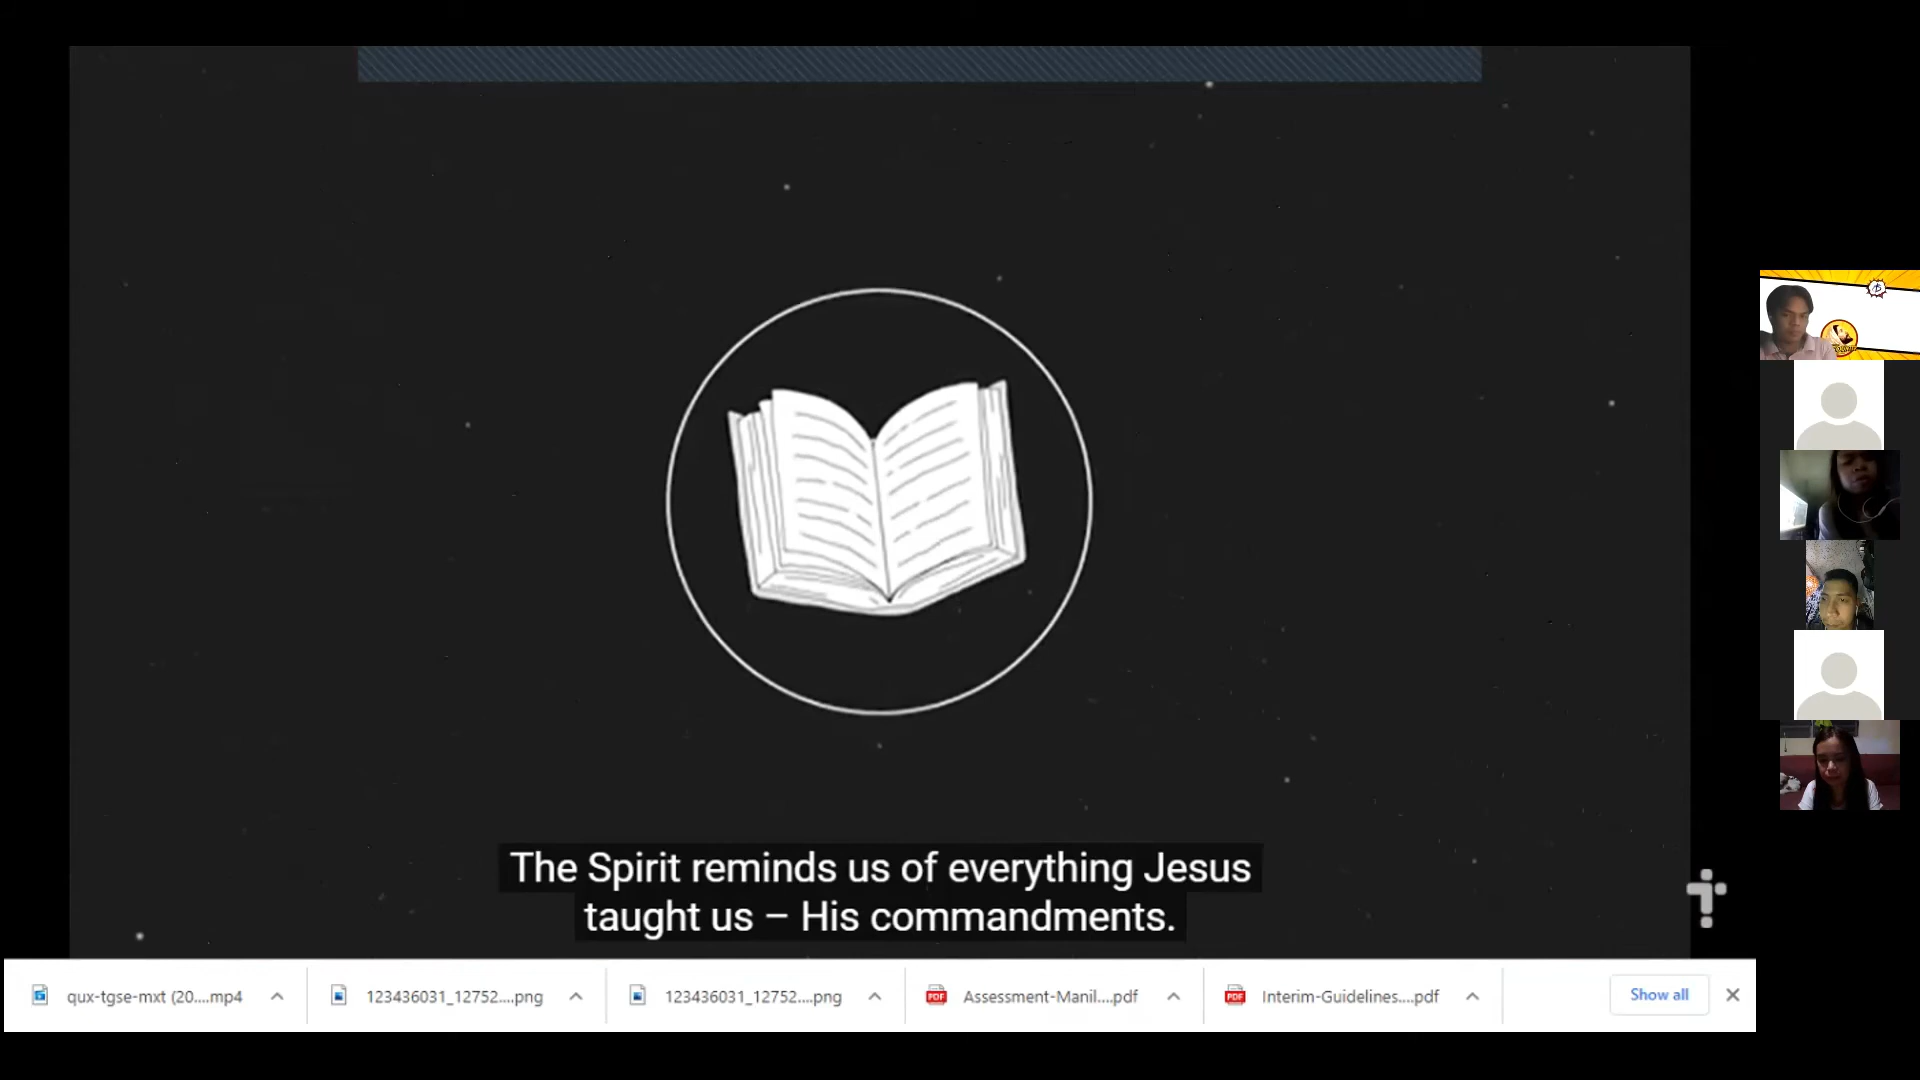 The Spirit reminds us of everything Jesus
taught us – His commandments.
qux-tgse-mxt (20....mp4
123436031_12752....png
123436031_12752....png
Assessment-Manil....pdf
Interim-Guidelines....pdf
Show all